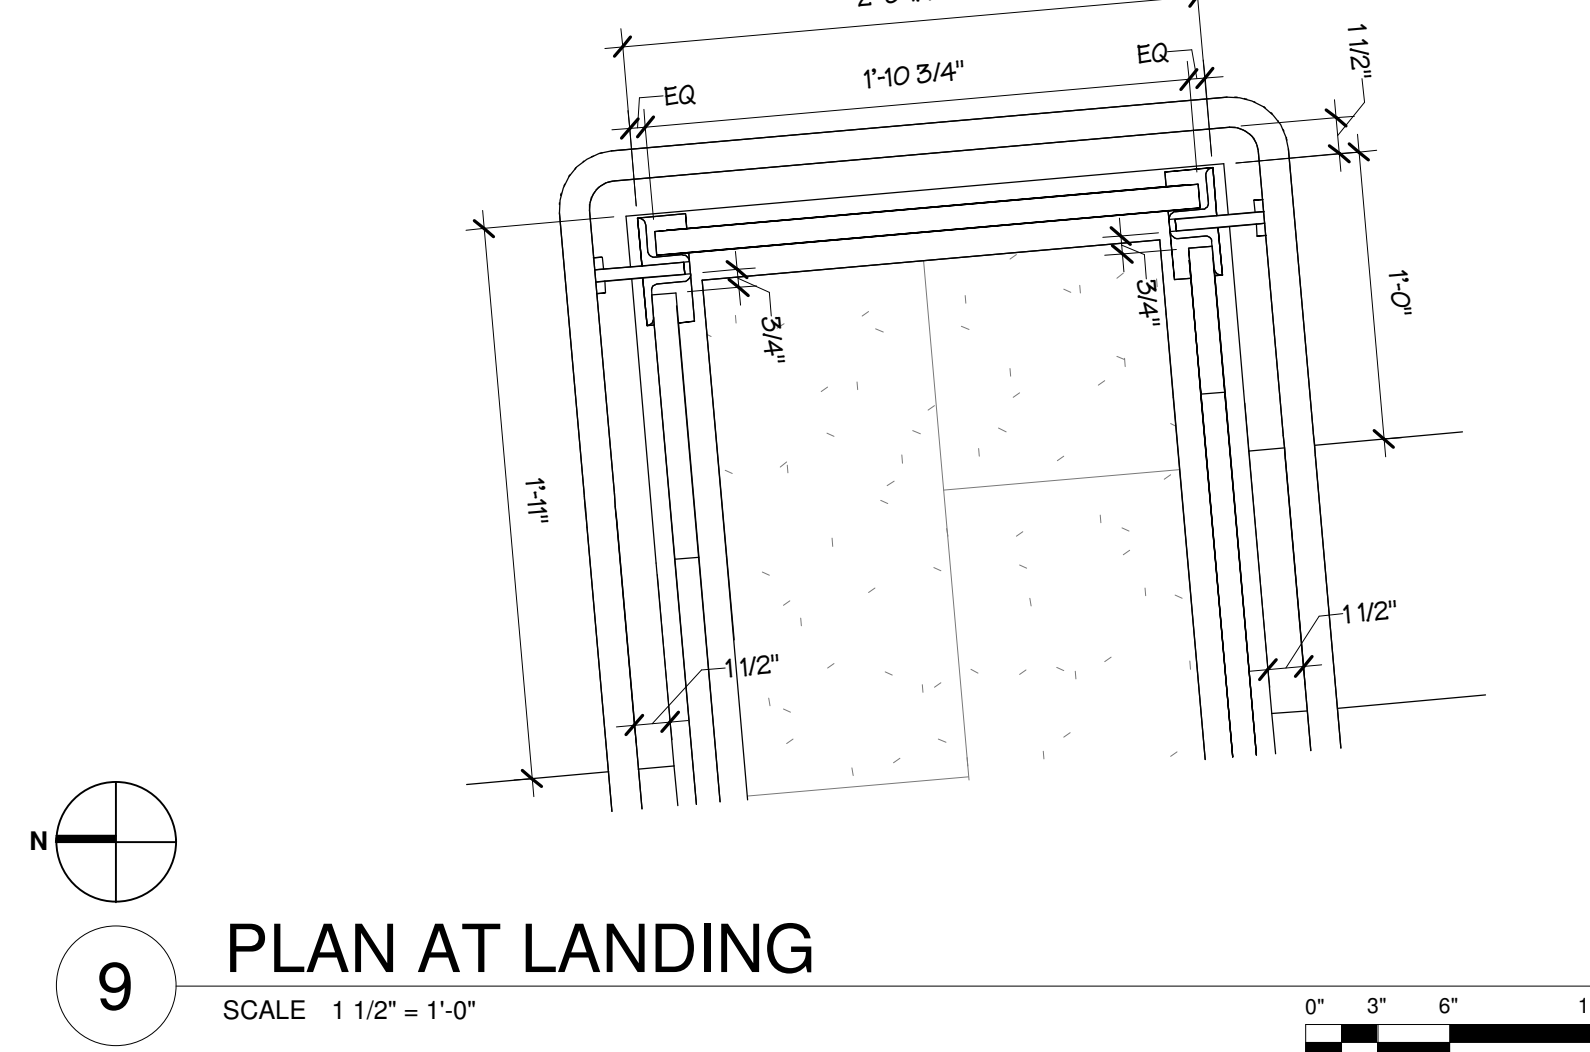 EQ
1'-10 3/4"
EQ
1 1/2"
3/4"
3/4"
1'-0"
1'-11"
1 1/2"
1 1/2"
N
9
PLAN AT LANDING
SCALE 1 1/2" = 1'-0"
0" 3" 6"